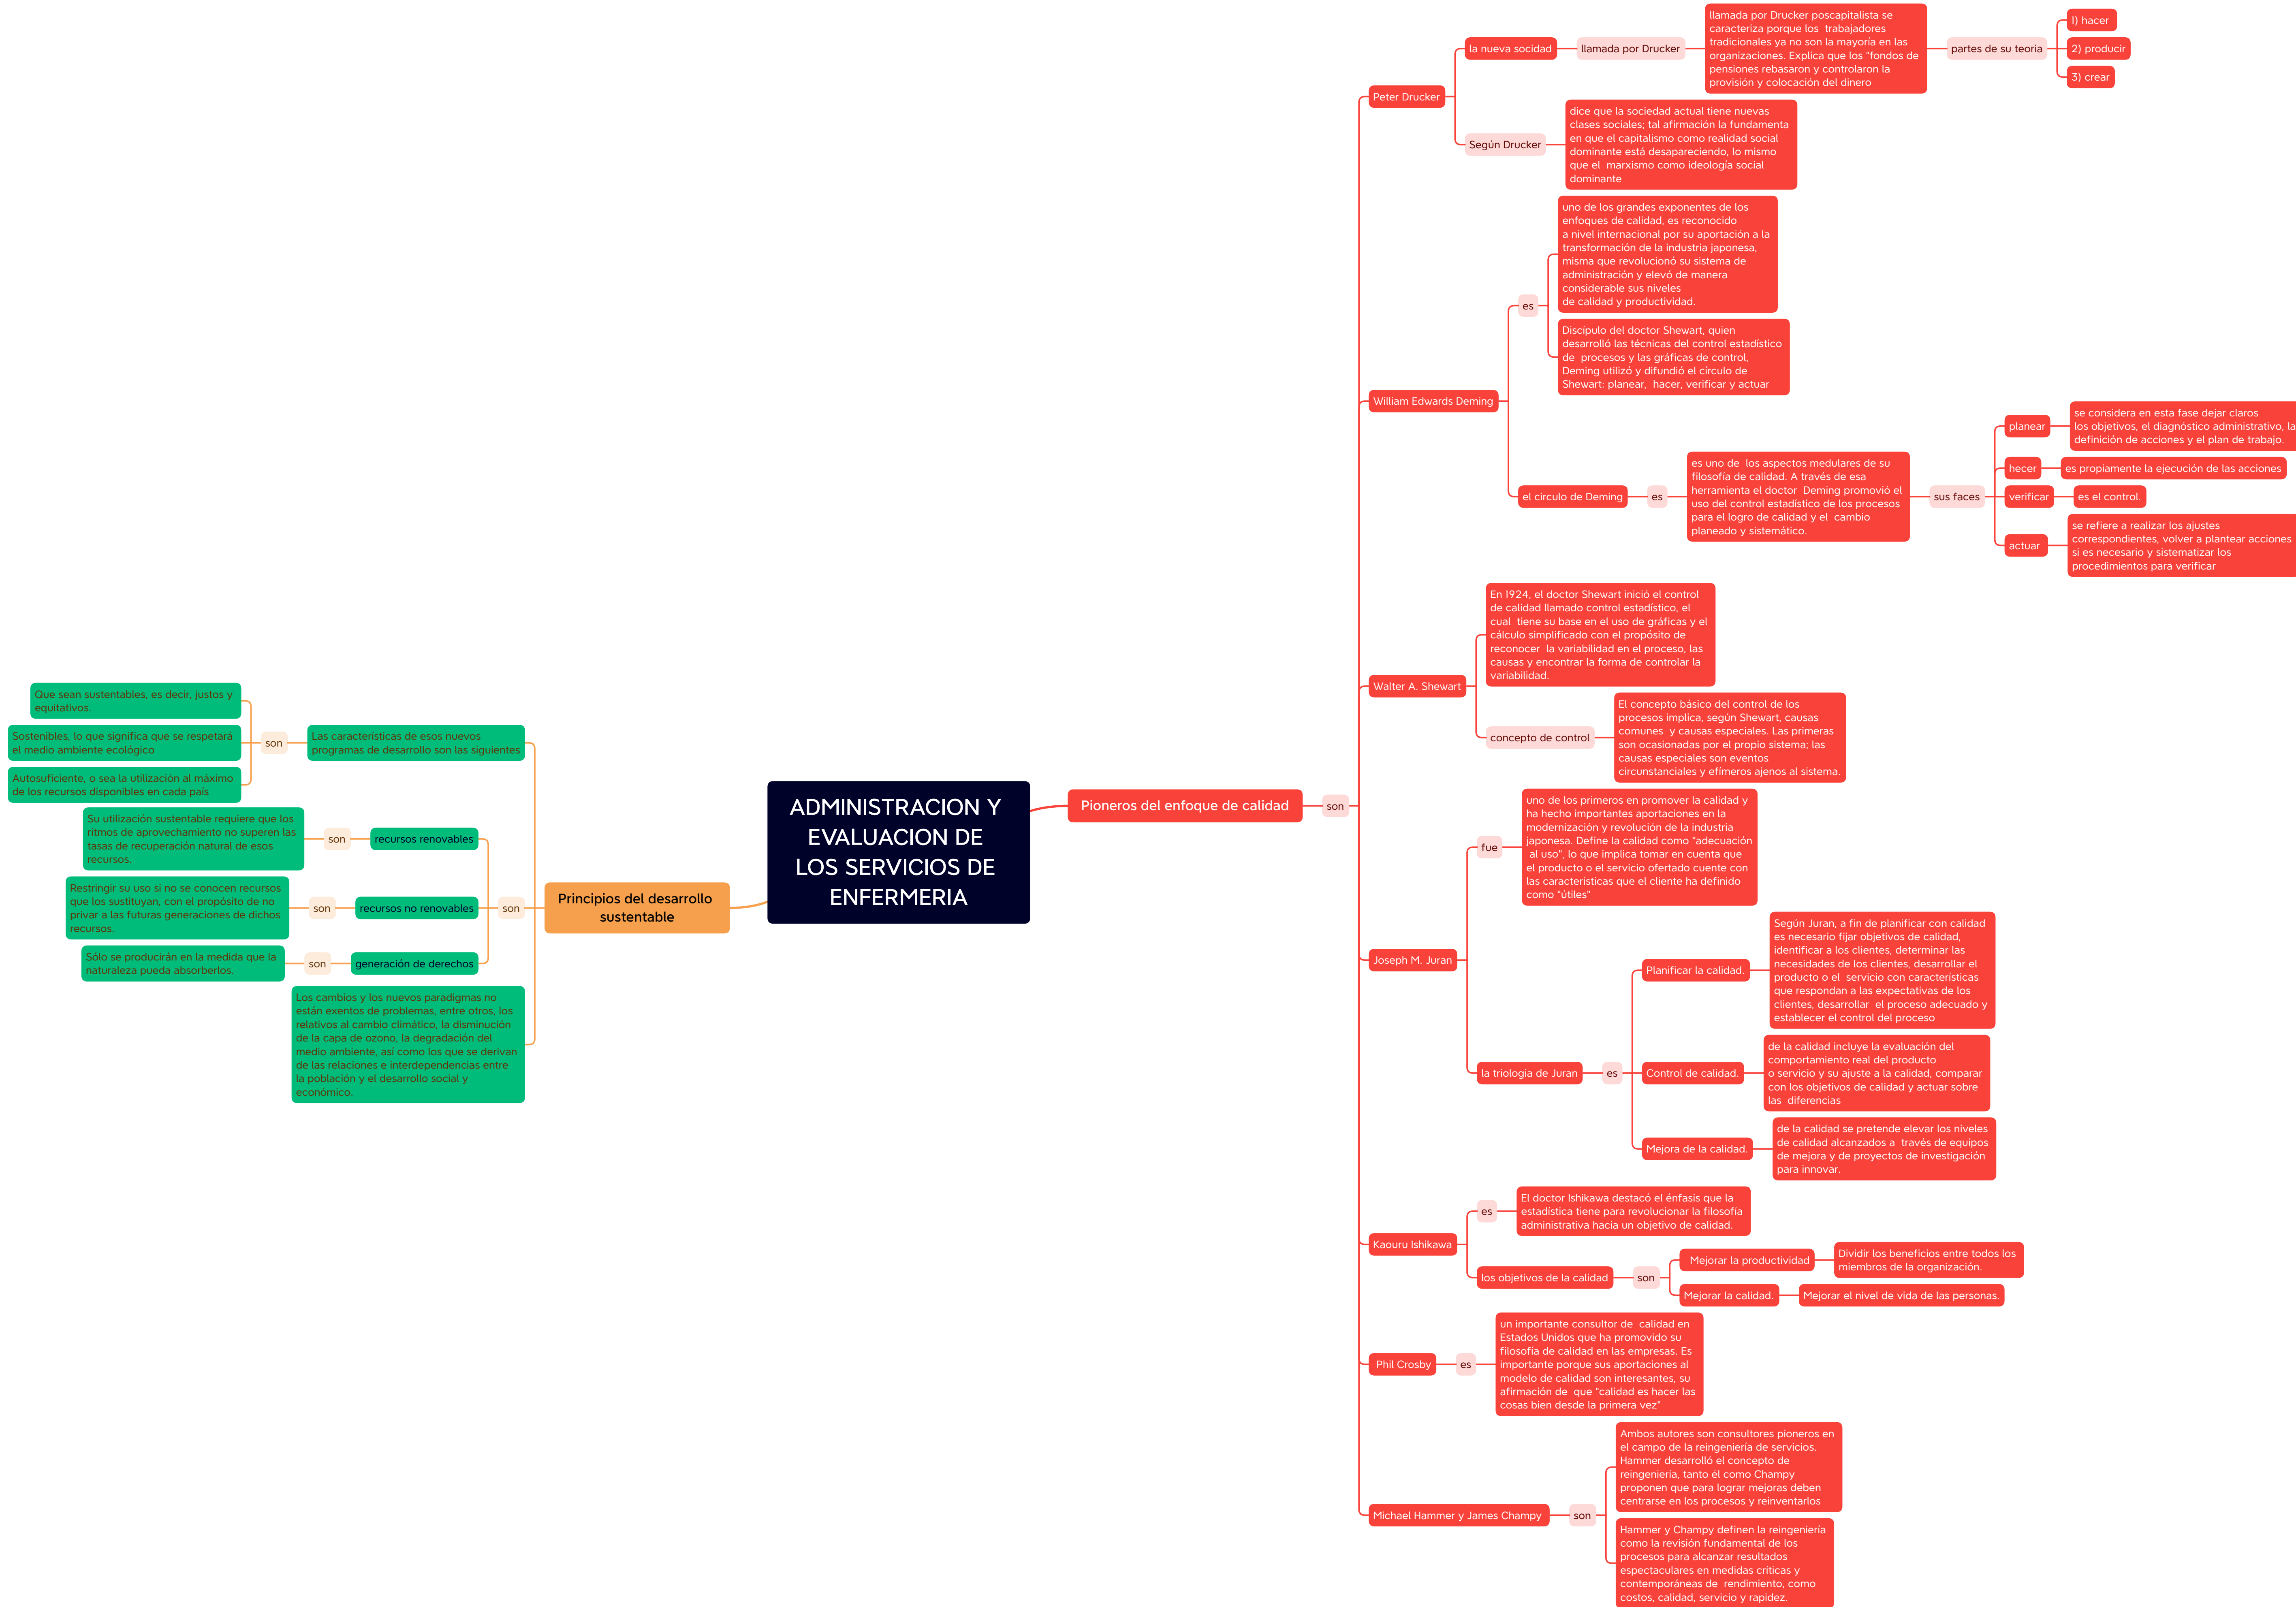 ADMINISTRACION Y
EVALUACION DE
LOS SERVICIOS DE
ENFERMERIA
Pioneros del enfoque de calidad
son
Peter Drucker
la nueva socidad
llamada por Drucker
llamada por Drucker poscapitalista se
caracteriza porque los trabajadores
tradicionales ya no son la mayoría en las
organizaciones. Explica que los "fondos de
pensiones rebasaron y controlaron la
provisión y colocación del dinero
partes de su teoria
1) hacer
2) producir
3) crear
Según Drucker
dice que la sociedad actual tiene nuevas
clases sociales; tal afirmación la fundamenta
en que el capitalismo como realidad social
dominante está desapareciendo, lo mismo
que el marxismo como ideología social
dominante
William Edwards Deming
es
uno de los grandes exponentes de los
enfoques de calidad, es reconocido
a nivel internacional por su aportación a la
transformación de la industria japonesa,
misma que revolucionó su sistema de
administración y elevó de manera
considerable sus niveles
de calidad y productividad.
Discípulo del doctor Shewart, quien
desarrolló las técnicas del control estadístico
de procesos y las gráficas de control,
Deming utilizó y difundió el círculo de
Shewart: planear, hacer, verificar y actuar
el circulo de Deming
es
es uno de los aspectos medulares de su
filosofía de calidad. A través de esa
herramienta el doctor Deming promovió el
uso del control estadístico de los procesos
para el logro de calidad y el cambio
planeado y sistemático.
sus faces
planear
se considera en esta fase dejar claros
los objetivos, el diagnóstico administrativo, la
definición de acciones y el plan de trabajo.
hecer
es propiamente la ejecución de las acciones
verificar
es el control.
actuar
se refiere a realizar los ajustes
correspondientes, volver a plantear acciones
si es necesario y sistematizar los
procedimientos para verificar
Walter A. Shewart
En 1924, el doctor Shewart inició el control
de calidad llamado control estadístico, el
cual tiene su base en el uso de gráficas y el
cálculo simplificado con el propósito de
reconocer la variabilidad en el proceso, las
causas y encontrar la forma de controlar la
variabilidad.
concepto de control
El concepto básico del control de los
procesos implica, según Shewart, causas
comunes y causas especiales. Las primeras
son ocasionadas por el propio sistema; las
causas especiales son eventos
circunstanciales y efímeros ajenos al sistema.
Joseph M. Juran
fue
uno de los primeros en promover la calidad y
ha hecho importantes aportaciones en la
modernización y revolución de la industria
japonesa. Define la calidad como "adecuación
al uso", lo que implica tomar en cuenta que
el producto o el servicio ofertado cuente con
las características que el cliente ha definido
como "útiles"
la triologia de Juran
es
Planificar la calidad.
Según Juran, a fin de planificar con calidad
es necesario fijar objetivos de calidad,
identificar a los clientes, determinar las
necesidades de los clientes, desarrollar el
producto o el servicio con características
que respondan a las expectativas de los
clientes, desarrollar el proceso adecuado y
establecer el control del proceso
Control de calidad.
de la calidad incluye la evaluación del
comportamiento real del producto
o servicio y su ajuste a la calidad, comparar
con los objetivos de calidad y actuar sobre
las diferencias
Mejora de la calidad.
de la calidad se pretende elevar los niveles
de calidad alcanzados a través de equipos
de mejora y de proyectos de investigación
para innovar.
Kaouru Ishikawa
es
El doctor Ishikawa destacó el énfasis que la
estadística tiene para revolucionar la filosofía
administrativa hacia un objetivo de calidad.
los objetivos de la calidad
son
Mejorar la productividad
Dividir los beneficios entre todos los
miembros de la organización.
Mejorar la calidad.
Mejorar el nivel de vida de las personas.
Phil Crosby
es
un importante consultor de calidad en
Estados Unidos que ha promovido su
filosofía de calidad en las empresas. Es
importante porque sus aportaciones al
modelo de calidad son interesantes, su
afirmación de que "calidad es hacer las
cosas bien desde la primera vez"
Michael Hammer y James Champy
son
Ambos autores son consultores pioneros en
el campo de la reingeniería de servicios.
Hammer desarrolló el concepto de
reingeniería, tanto él como Champy
proponen que para lograr mejoras deben
centrarse en los procesos y reinventarlos
Hammer y Champy definen la reingeniería
como la revisión fundamental de los
procesos para alcanzar resultados
espectaculares en medidas críticas y
contemporáneas de rendimiento, como
costos, calidad, servicio y rapidez.
Principios del desarrollo
sustentable
Las características de esos nuevos
programas de desarrollo son las siguientes
son
Que sean sustentables, es decir, justos y
equitativos.
Sostenibles, lo que significa que se respetará
el medio ambiente ecológico
Autosuficiente, o sea la utilización al máximo
de los recursos disponibles en cada país
son
recursos renovables
son
Su utilización sustentable requiere que los
ritmos de aprovechamiento no superen las
tasas de recuperación natural de esos
recursos.
recursos no renovables
son
Restringir su uso si no se conocen recursos
que los sustituyan, con el propósito de no
privar a las futuras generaciones de dichos
recursos.
generación de derechos
son
Sólo se producirán en la medida que la
naturaleza pueda absorberlos.
Los cambios y los nuevos paradigmas no
están exentos de problemas, entre otros, los
relativos al cambio climático, la disminución
de la capa de ozono, la degradación del
medio ambiente, así como los que se derivan
de las relaciones e interdependencias entre
la población y el desarrollo social y
económico.